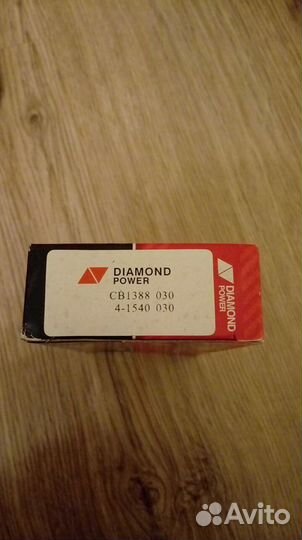 DIAMOND
POWER
CB1388 030
4-1540 030
DIAMOND
POWER
Avito